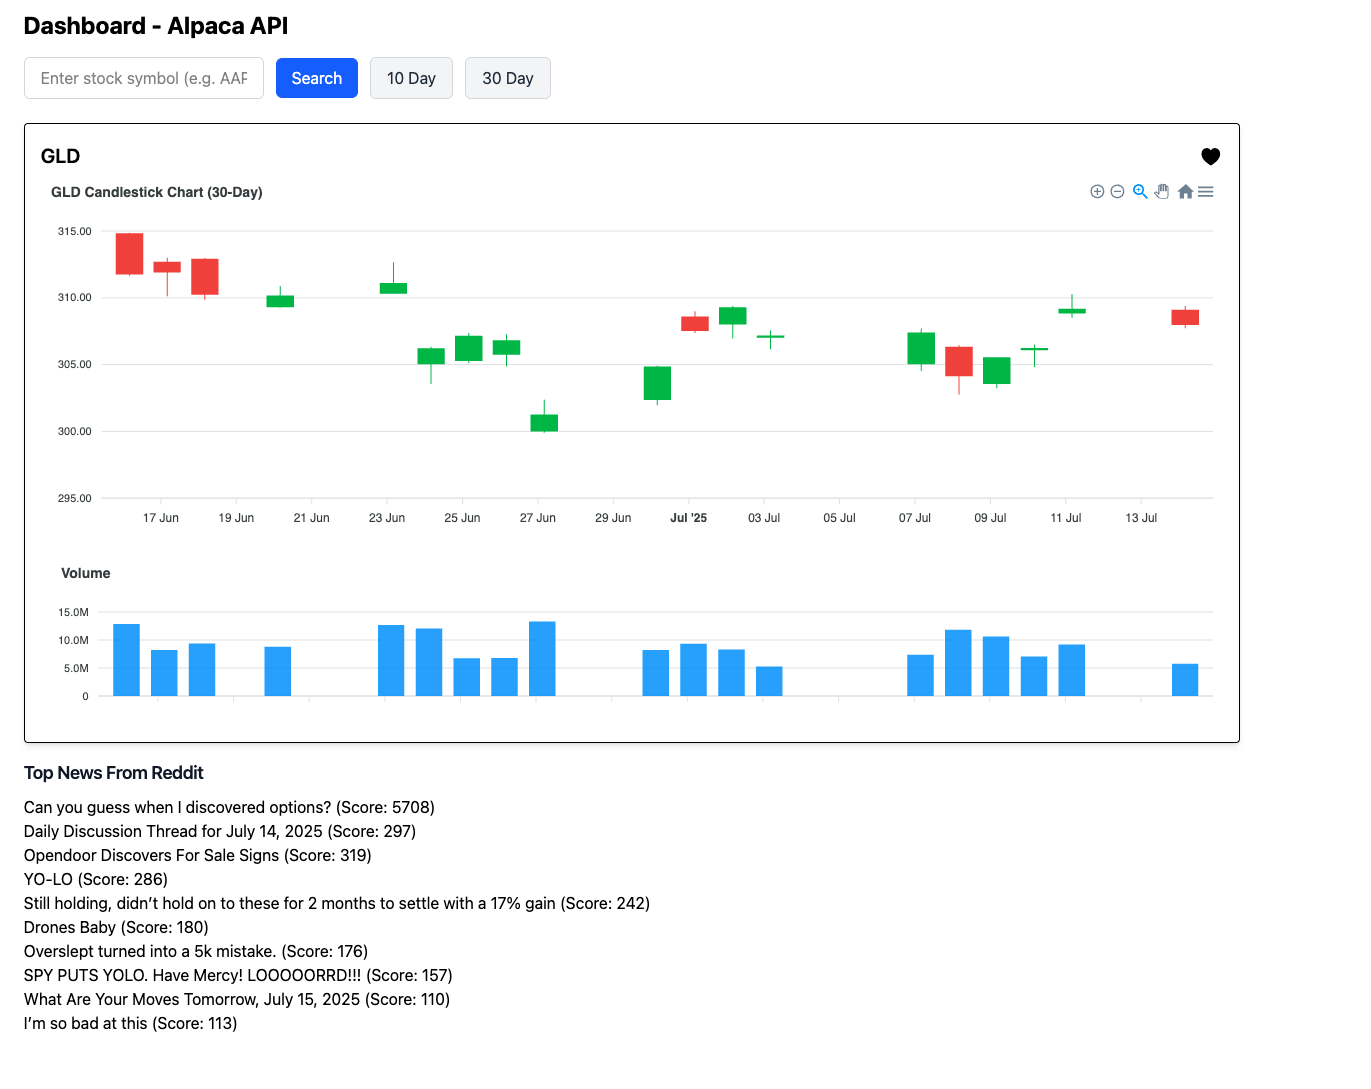 Dashboard - Alpaca API
Enter stock symbol (e.g. AAP
Search
10 Day
30 Day
GLD
GLD Candlestick Chart (30-Day)
315.00
310.00
305.00
300.00
295.00
17 Jun
19 Jun
21 Jun
23 Jun
25 Jun
27 Jun
29 Jun
Jul '25
03 Jul
05 Jul
07 Jul
09 Jul
11 Jul
13 Jul
Volume
15.0M
10.0M
5.0M
0
Top News From Reddit
Can you guess when I discovered options? (Score: 5708)
Daily Discussion Thread for July 14, 2025 (Score: 297)
Opendoor Discovers For Sale Signs (Score: 319)
YO-LO (Score: 286)
Still holding, didn’t hold on to these for 2 months to settle with a 17% gain (Score: 242)
Drones Baby (Score: 180)
Overslept turned into a 5k mistake. (Score: 176)
SPY PUTS YOLO. Have Mercy! LOOOOORRD!!! (Score: 157)
What Are Your Moves Tomorrow, July 15, 2025 (Score: 110)
I’m so bad at this (Score: 113)